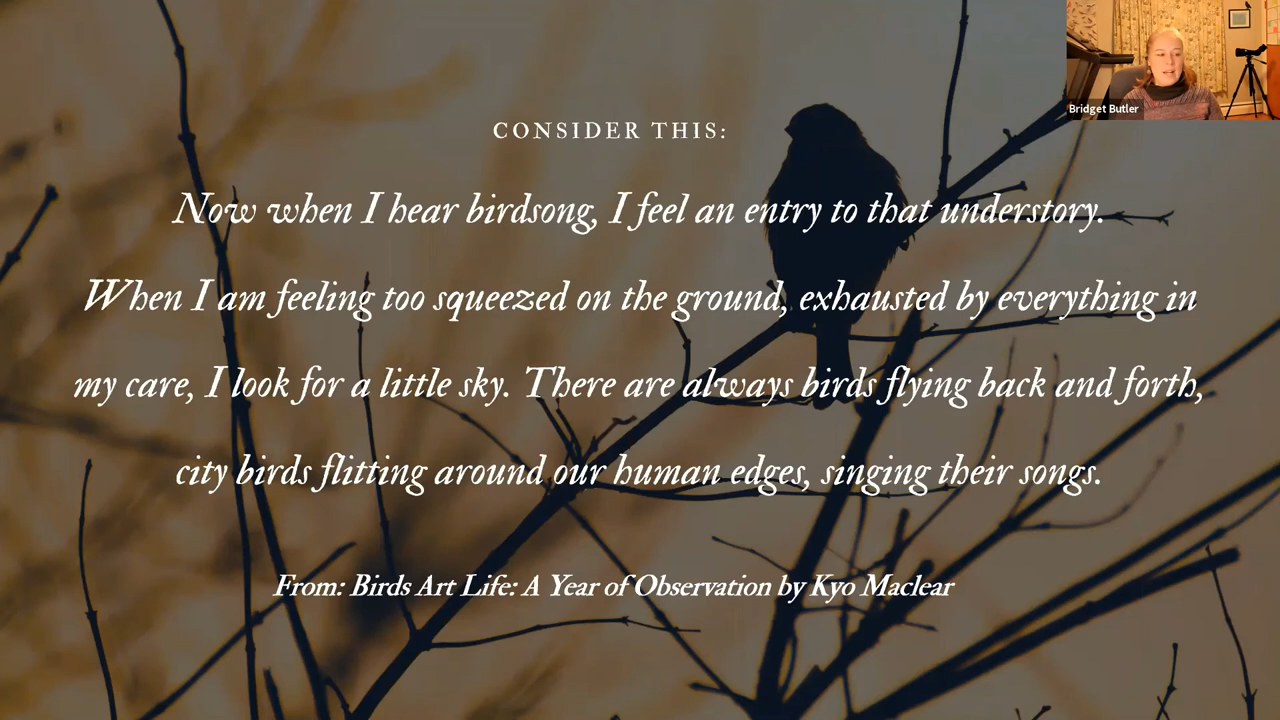 Bridget Butler
CONSIDER THIS:
Now when I hear birdsong, I feel an entry to that understory.
When I am feeling too squeezed on the ground, exhausted by everything in
my care, I look for a little sky. There are always birds flying back and forth,
city birds flitting around our human edges, singing their songs.
From: Birds Art Life: A Year of Observation by Kyo Maclear